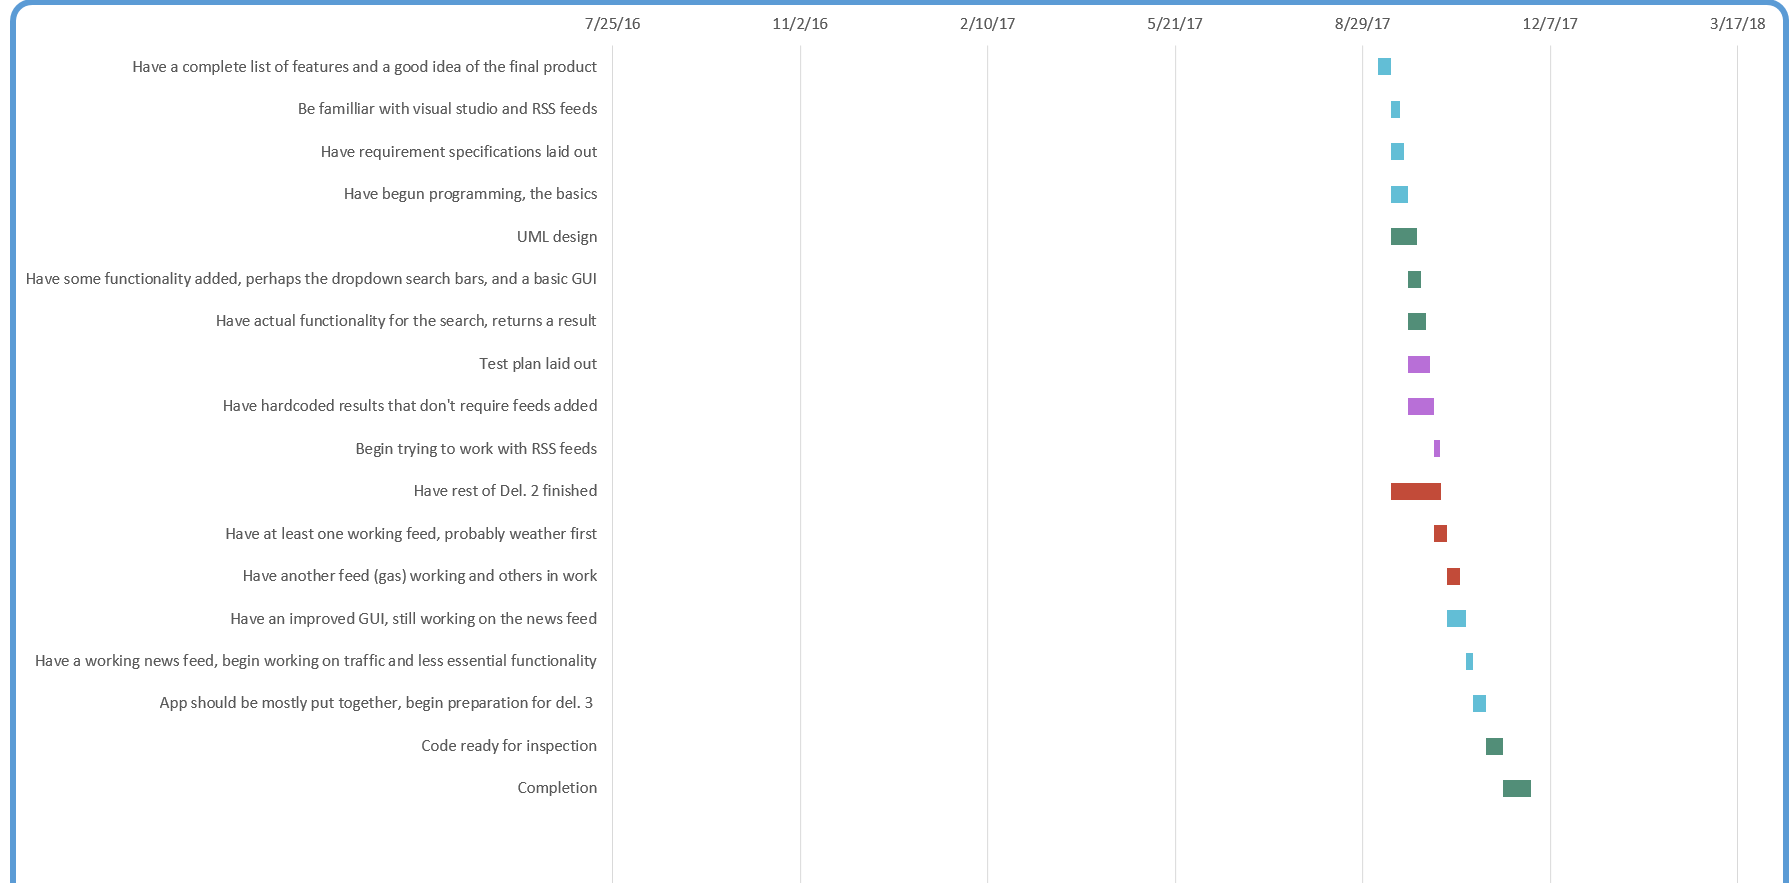 7/25/16 11/2/16 2/10/17 5/21/17 8/29/17 12/7/17 3/17/18
Have a complete list of features and a good idea of the final product
Be familliar with visual studio and RSS feeds
Have requirement specifications laid out
Have begun programming, the basics
UML design
Have some functionality added, perhaps the dropdown search bars, and a basic GUI
Have actual functionality for the search, returns a result
Test plan laid out
Have hardcoded results that don't require feeds added
Begin trying to work with RSS feeds
Have rest of Del. 2 finished
Have at least one working feed, probably weather first
Have another feed (gas) working and others in work
Have an improved GUI, still working on the news feed
Have a working news feed, begin working on traffic and less essential functionality
App should be mostly put together, begin preparation for del. 3
Code ready for inspection
Completion